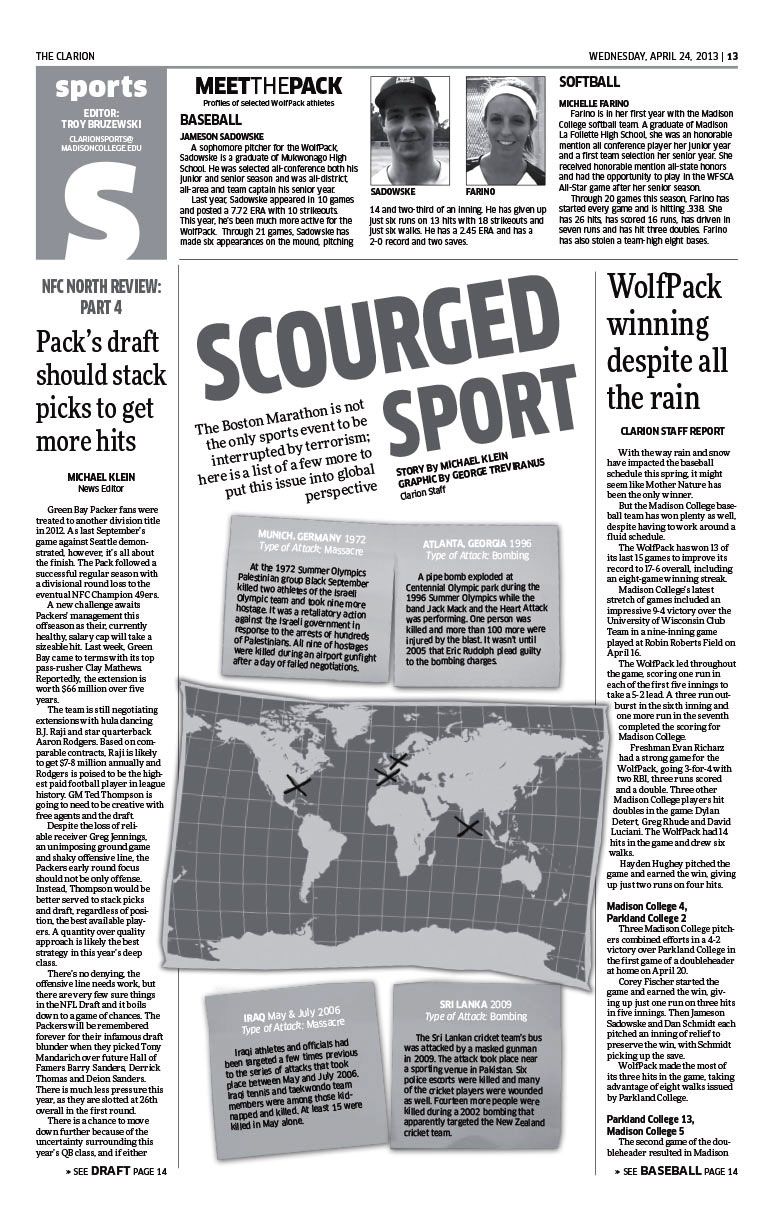 THE CLARION
WEDNESDAY, APRIL 24, 2013 | 13
sports
EDITOR:
TROY BRUZEWSKI
CLARIONSPORTS@
MADISONCOLLEGE.EDU
S
MEETTHEPACK
Profiles of selected WolfPack athletes
BASEBALL
JAMESON SADOWSKE
A sophomore pitcher for the WolfPack,
Sadowske is a graduate of Mukwonago High
School. He was selected all-conference both his
junior and senior season and was all-district,
all-area and team captain his senior year.
Last year, Sadowske appeared in 10 games
and posted a 7.72 ERA with 10 strikeouts.
This year, he's been much more active for the
WolfPack. Through 21 games, Sadowske has
made six appearances on the mound, pitching
SADOWSKE
FARINO
14 and two-third of an inning. He has given up
just six runs on 13 hits with 18 strikeouts and
just six walks. He has a 2.45 ERA and has a
2-0 record and two saves.
SOFTBALL
MICHELLE FARINO
Farino is in her first year with the Madison
College softball team. A graduate of Madison
La Follette High School, she was an honorable
mention all conference player her junior year
and a first team selection her senior year. She
received honorable mention all-state honors
and had the opportunity to play in the WFSCA
All-Star game after her senior season.
Through 20 games this season, Farino has
started every game and is hitting .338. She
has 26 hits, has scored 16 runs, has driven in
seven runs and has hit three doubles. Farino
has also stolen a team-high eight bases.
NFC NORTH REVIEW:
PART 4
Pack's draft
should stack
picks to get
more hits
MICHAEL KLEIN
News Editor
Green Bay Packer fans were
treated to another division title
in 2012. As last September's
game against Seattle demon-
strated, however, it's all about
the finish. The Pack followed a
successful regular season with
a divisional round loss to the
eventual NFC Champion 49ers.
A new challenge awaits
Packers' management this
offseason as their, currently
healthy, salary cap will take a
sizeable hit. Last week, Green
Bay came to terms with its top
pass-rusher Clay Mathews.
Reportedly, the extension is
worth $66 million over five
years.
The team is still negotiating
extensions with hula dancing
B.J. Raji and star quarterback
Aaron Rodgers. Based on com-
parable contracts, Raji is likely
to get $7-8 million annually and
Rodgers is poised to be the high-
est paid football player in league
history. GM Ted Thompson is
going to need to be creative with
free agents and the draft.
Despite the loss of reli-
able receiver Greg Jennings,
an unimposing ground game
and shaky offensive line, the
Packers early round focus
should not be only offense.
Instead, Thompson would be
better served to stack picks
and draft, regardless of posi-
tion, the best available play-
ers. A quantity over quality
approach is likely the best
strategy in this year's deep
class.
There's no denying, the
offensive line needs work, but
there are very few sure things
in the NFL Draft and it boils
down to a game of chances. The
Packers will be remembered
forever for their infamous draft
blunder when they picked Tony
Mandarich over future Hall of
Famers Barry Sanders, Derrick
Thomas and Deion Sanders.
There is much less pressure this
year, as they are slotted at 26th
overall in the first round.
There is a chance to move
down further because of the
uncertainty surrounding this
year's QB class, and if either
» SEE DRAFT PAGE 14
SCOURGED
SPORT
The Boston Marathon is not
the only sports event to be
interrupted by terrorism;
here is a list of a few more to
put this issue into global
perspective
STORY BY MICHAEL KLEIN
GRAPHIC BY GEORGE TREVIRANUS
Clarion Staff
MUNICH, GERMANY 1972
Type of Attack: Massacre
At the 1972 Summer Olympics
Palestinian group Black September
killed two athletes of the Israeli
Olympic team and took nine more
hostage. It was a retaliatory action
against the Israeli government in
response to the arrests of hundreds
of Palestinians. All nine of hostages
were killed during an airport gunfight
after a day of failed negotiations.
ATLANTA, GEORGIA 1996
Type of Attack: Bombing
A pipe bomb exploded at
Centennial Olympic park during the
1996 Summer Olympics while the
band Jack Mack and the Heart Attack
was performing. One person was
killed and more than 100 more were
injured by the blast. It wasn't until
2005 that Eric Rudolph plead guilty
to the bombing charges.
IRAQ May & July 2006
Type of Attack: Massacre
Iraqi athletes and officials had
been targeted a few times previous
to the series of attacks that took
place between May and July 2006.
Iraqi tennis and taekwondo team
members were among those kid-
napped and killed. At least 15 were
killed in May alone.
SRI LANKA 2009
Type of Attack: Bombing
The Sri Lankan cricket team's bus
was attacked by a masked gunman
in 2009. The attack took place near
a sporting venue in Pakistan. Six
police escorts were killed and many
of the cricket players were wounded
as well. Fourteen more people were
killed during a 2002 bombing that
apparently targeted the New Zealand
cricket team.
WolfPack
winning
despite all
the rain
CLARION STAFF REPORT
With the way rain and snow
have impacted the baseball
schedule this spring, it might
seem like Mother Nature has
been the only winner.
But the Madison College base-
ball team has won plenty as well,
despite having to work around a
fluid schedule.
The WolfPack has won 13 of
its last 15 games to improve its
record to 17-6 overall, including
an eight-game winning streak.
Madison College's latest
stretch of games included an
impressive 9-4 victory over the
University of Wisconsin Club
Team in a nine-inning game
played at Robin Roberts Field on
April 16.
The WolfPack led throughout
the game, scoring one run in
each of the first five innings to
take a 5-2 lead. A three run out-
burst in the sixth inning and
one more run in the seventh
completed the scoring for
Madison College.
Freshman Evan Richarz
had a strong game for the
WolfPack, going 3-for-4 with
two RBI, three runs scored
and a double. Three other
Madison College players hit
doubles in the game: Dylan
Detert, Greg Rhude and David
Luciani. The WolfPack had 14
hits in the game and drew six
walks.
Hayden Hughey pitched the
game and earned the win, giving
up just two runs on four hits.
Madison College 4,
Parkland College 2
Three Madison College pitch-
ers combined efforts in a 4-2
victory over Parkland College in
the first game of a doubleheader
at home on April 20.
Corey Fischer started the
game and earned the win, giv-
ing up just one run on three hits
in five innings. Then Jameson
Sadowske and Dan Schmidt each
pitched an inning of relief to
preserve the win, with Schmidt
picking up the save.
WolfPack made the most of
its three hits in the game, taking
advantage of eight walks issued
by Parkland College.
Parkland College 13,
Madison College 5
The second game of the dou-
bleheader resulted in Madison
» SEE BASEBALL PAGE 14